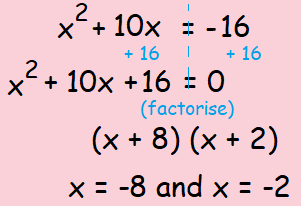 x² + 10x = -16
+ 16 + 16
x² + 10x + 16 = 0
(factorise)
(x + 8) (x + 2)
x = -8 and x = -2